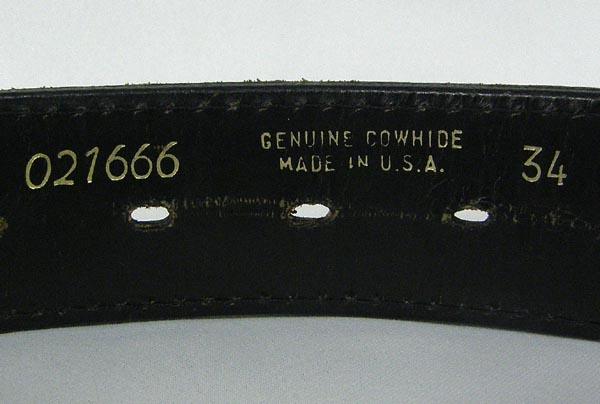 021666
GENUINE COWHIDE
MADE IN U.S.A.
34